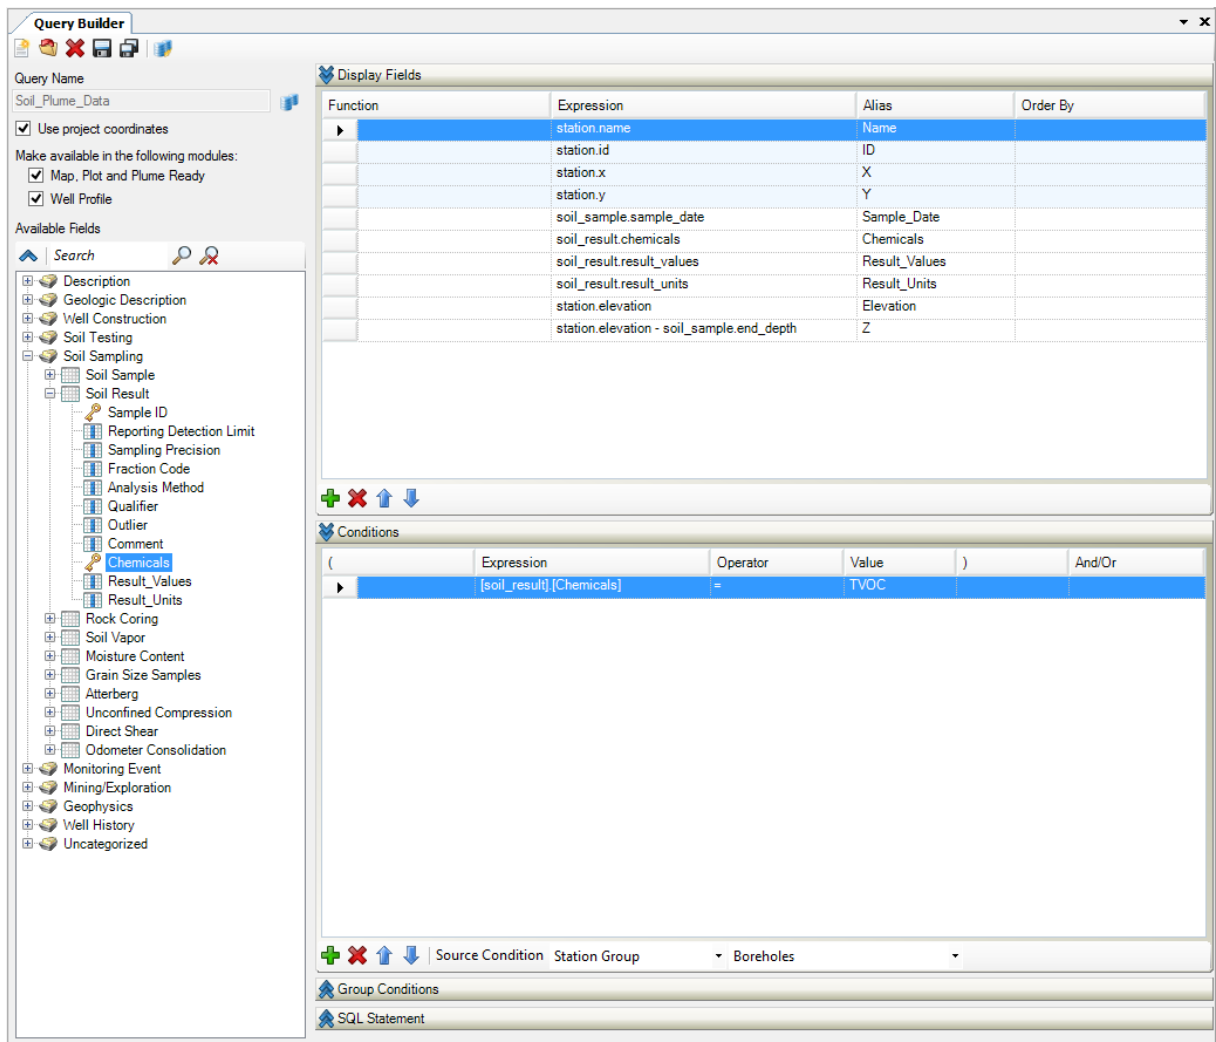 Query Builder
Query Name
Soil_Plume_Data
Use project coordinates
Make available in the following modules:
Map, Plot and Plume Ready
Well Profile
Available Fields
Search
Description
Geologic Description
Well Construction
Soil Testing
Soil Sampling
Soil Sample
Soil Result
Sample ID
Reporting Detection Limit
Sampling Precision
Fraction Code
Analysis Method
Qualifier
Outlier
Comment
Chemicals
Result_Values
Result_Units
Rock Coring
Soil Vapor
Moisture Content
Grain Size Samples
Atterberg
Unconfined Compression
Direct Shear
Odometer Consolidation
Monitoring Event
Mining/Exploration
Geophysics
Well History
Uncategorized
Display Fields
Function Expression Alias Order By
station.name Name
station.id ID
station.x X
station.y Y
soil_sample.sample_date Sample_Date
soil_result.chemicals Chemicals
soil_result.result_values Result_Values
soil_result.result_units Result_Units
station.elevation Elevation
station.elevation - soil_sample.end_depth Z
Conditions
( Expression Operator Value ) And/Or
[soil_result].[Chemicals] = TVOC
Source Condition Station Group Boreholes
Group Conditions
SQL Statement